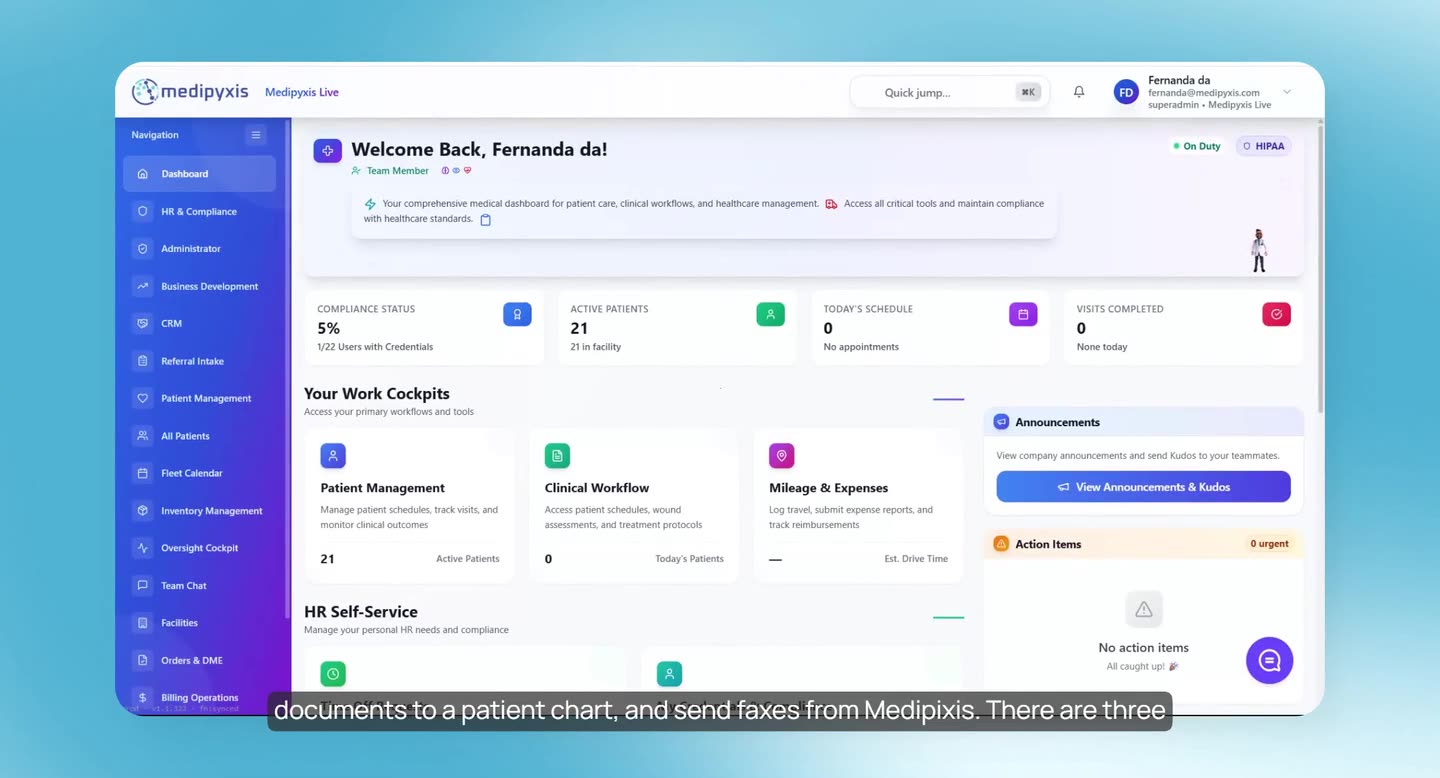 medipyxis
Medipyxis Live
Quick jump...
⌘K
FD
Fernanda da
fernanda@medipyxis.com
superadmin • Medipyxis Live
Navigation
Dashboard
HR & Compliance
Administrator
Business Development
CRM
Referral Intake
Patient Management
All Patients
Fleet Calendar
Inventory Management
Oversight Cockpit
Team Chat
Facilities
Orders & DME
Billing Operations
Welcome Back, Fernanda da!
Team Member
On Duty
HIPAA
Your comprehensive medical dashboard for patient care, clinical workflows, and healthcare management. Access all critical tools and maintain compliance
with healthcare standards.
COMPLIANCE STATUS
5%
1/22 Users with Credentials
ACTIVE PATIENTS
21
21 in facility
TODAY'S SCHEDULE
0
No appointments
VISITS COMPLETED
0
None today
Your Work Cockpits
Access your primary workflows and tools
Patient Management
Manage patient schedules, track visits, and
monitor clinical outcomes
21 Active Patients
Clinical Workflow
Access patient schedules, wound
assessments, and treatment protocols
0 Today's Patients
Mileage & Expenses
Log travel, submit expense reports, and
track reimbursements
— Est. Drive Time
HR Self-Service
Manage your personal HR needs and compliance
Announcements
View company announcements and send Kudos to your teammates.
View Announcements & Kudos
Action Items
0 urgent
No action items
All caught up! 🎉
documents to a patient chart, and send faxes from Medipixis. There are three